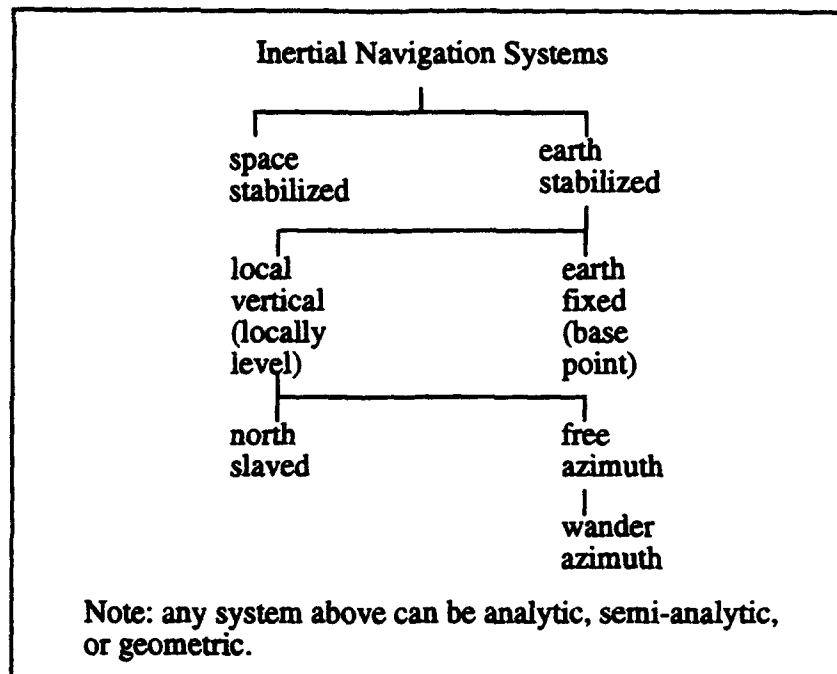 Inertial Navigation Systems
space
stabilized
earth
stabilized
local
vertical
(locally
level)
earth
fixed
(base
point)
north
slaved
free
azimuth
wander
azimuth
Note: any system above can be analytic, semi-analytic,
or geometric.